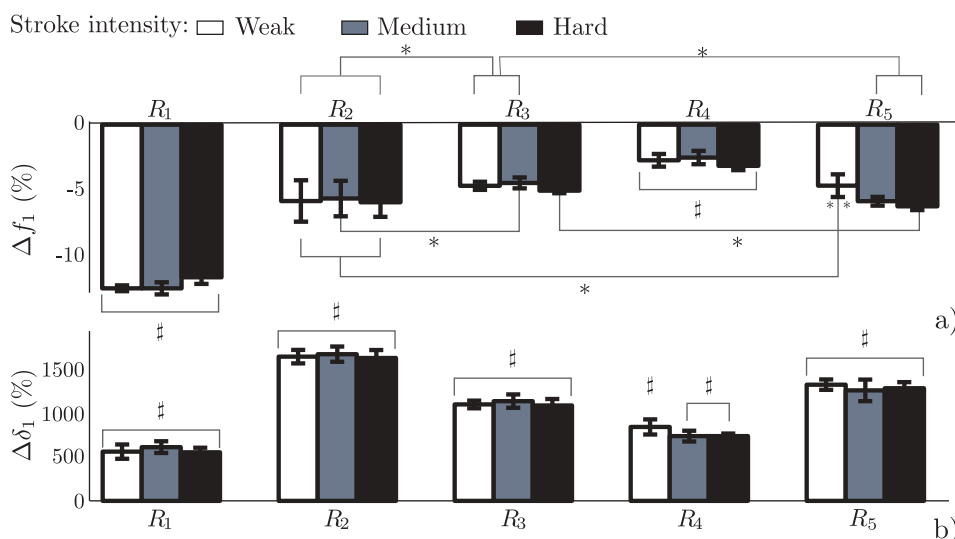 Stroke intensity: Weak Medium Hard
* *
R₁ R₂ R₃ R₄ R₅
0
-5
-10
Δf₁ (%)
* *
♯
* *
*
♯
a)
♯
♯
♯
♯ ♯
♯
1500
1000
500
0
Δδ₁ (%)
R₁ R₂ R₃ R₄ R₅
b)